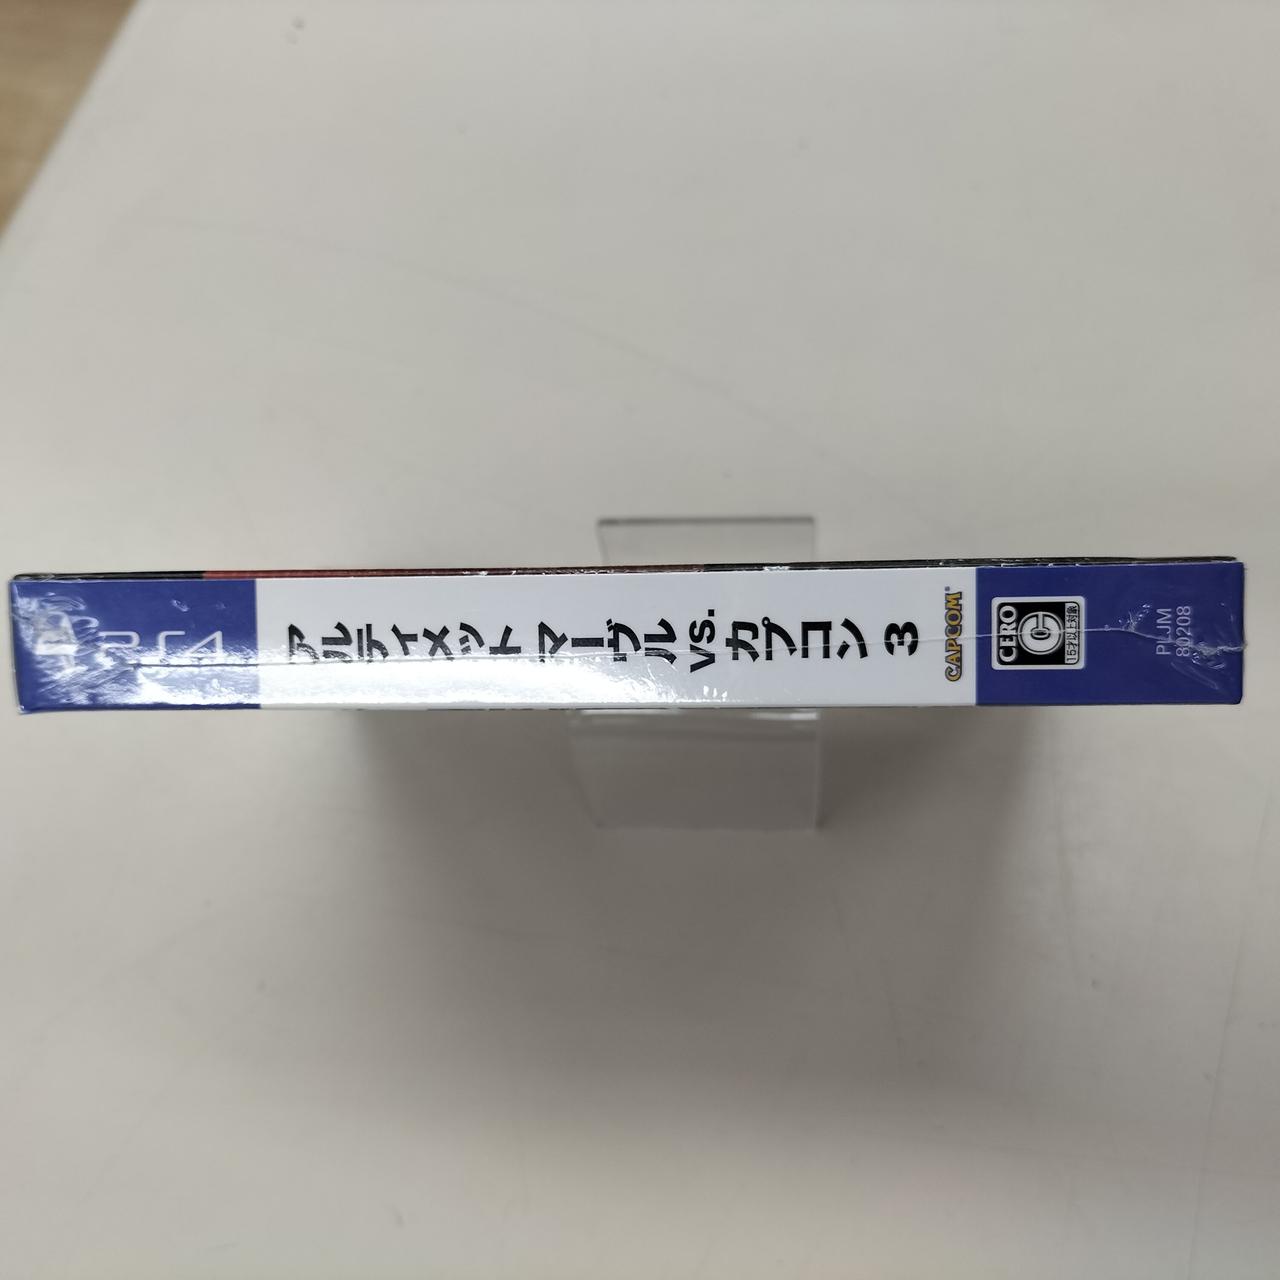 PS4
アルティメット マーヴル vs. カプコン 3
CAPCOM
CERO
C
15才以上対象
PLJM
80208